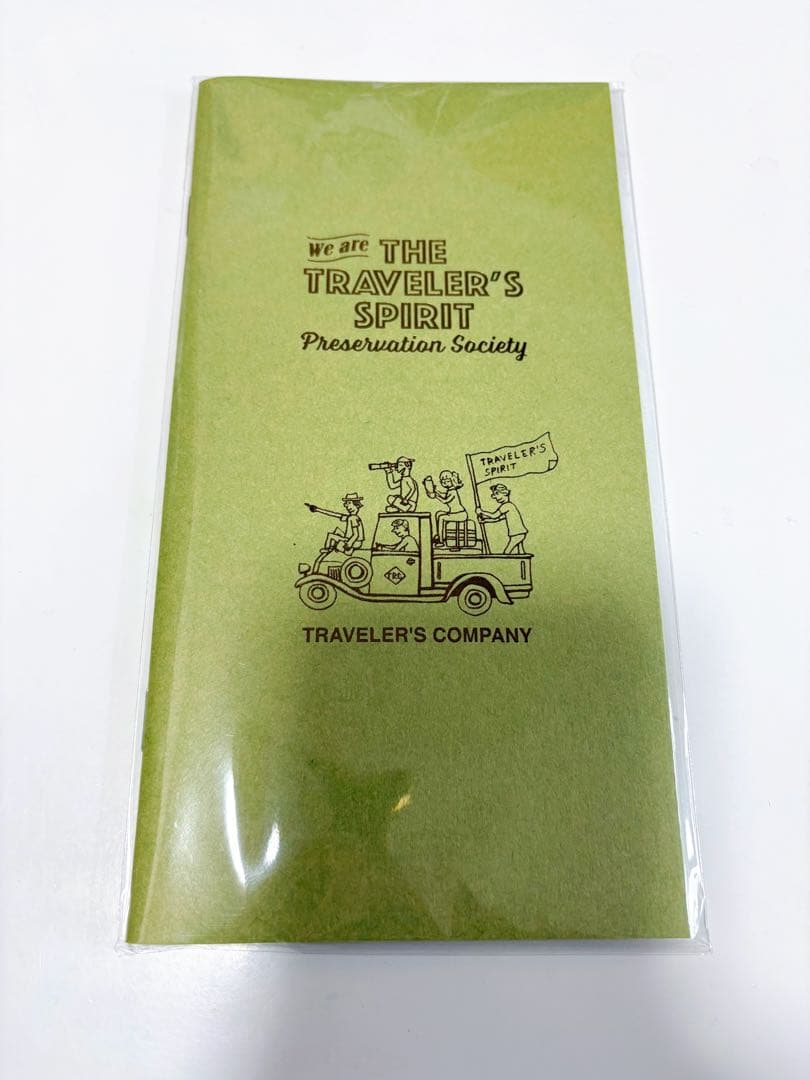 We are THE
TRAVELER'S
SPIRIT
Preservation Society
TRAVELER'S
SPIRIT
TRC
TRAVELER'S COMPANY